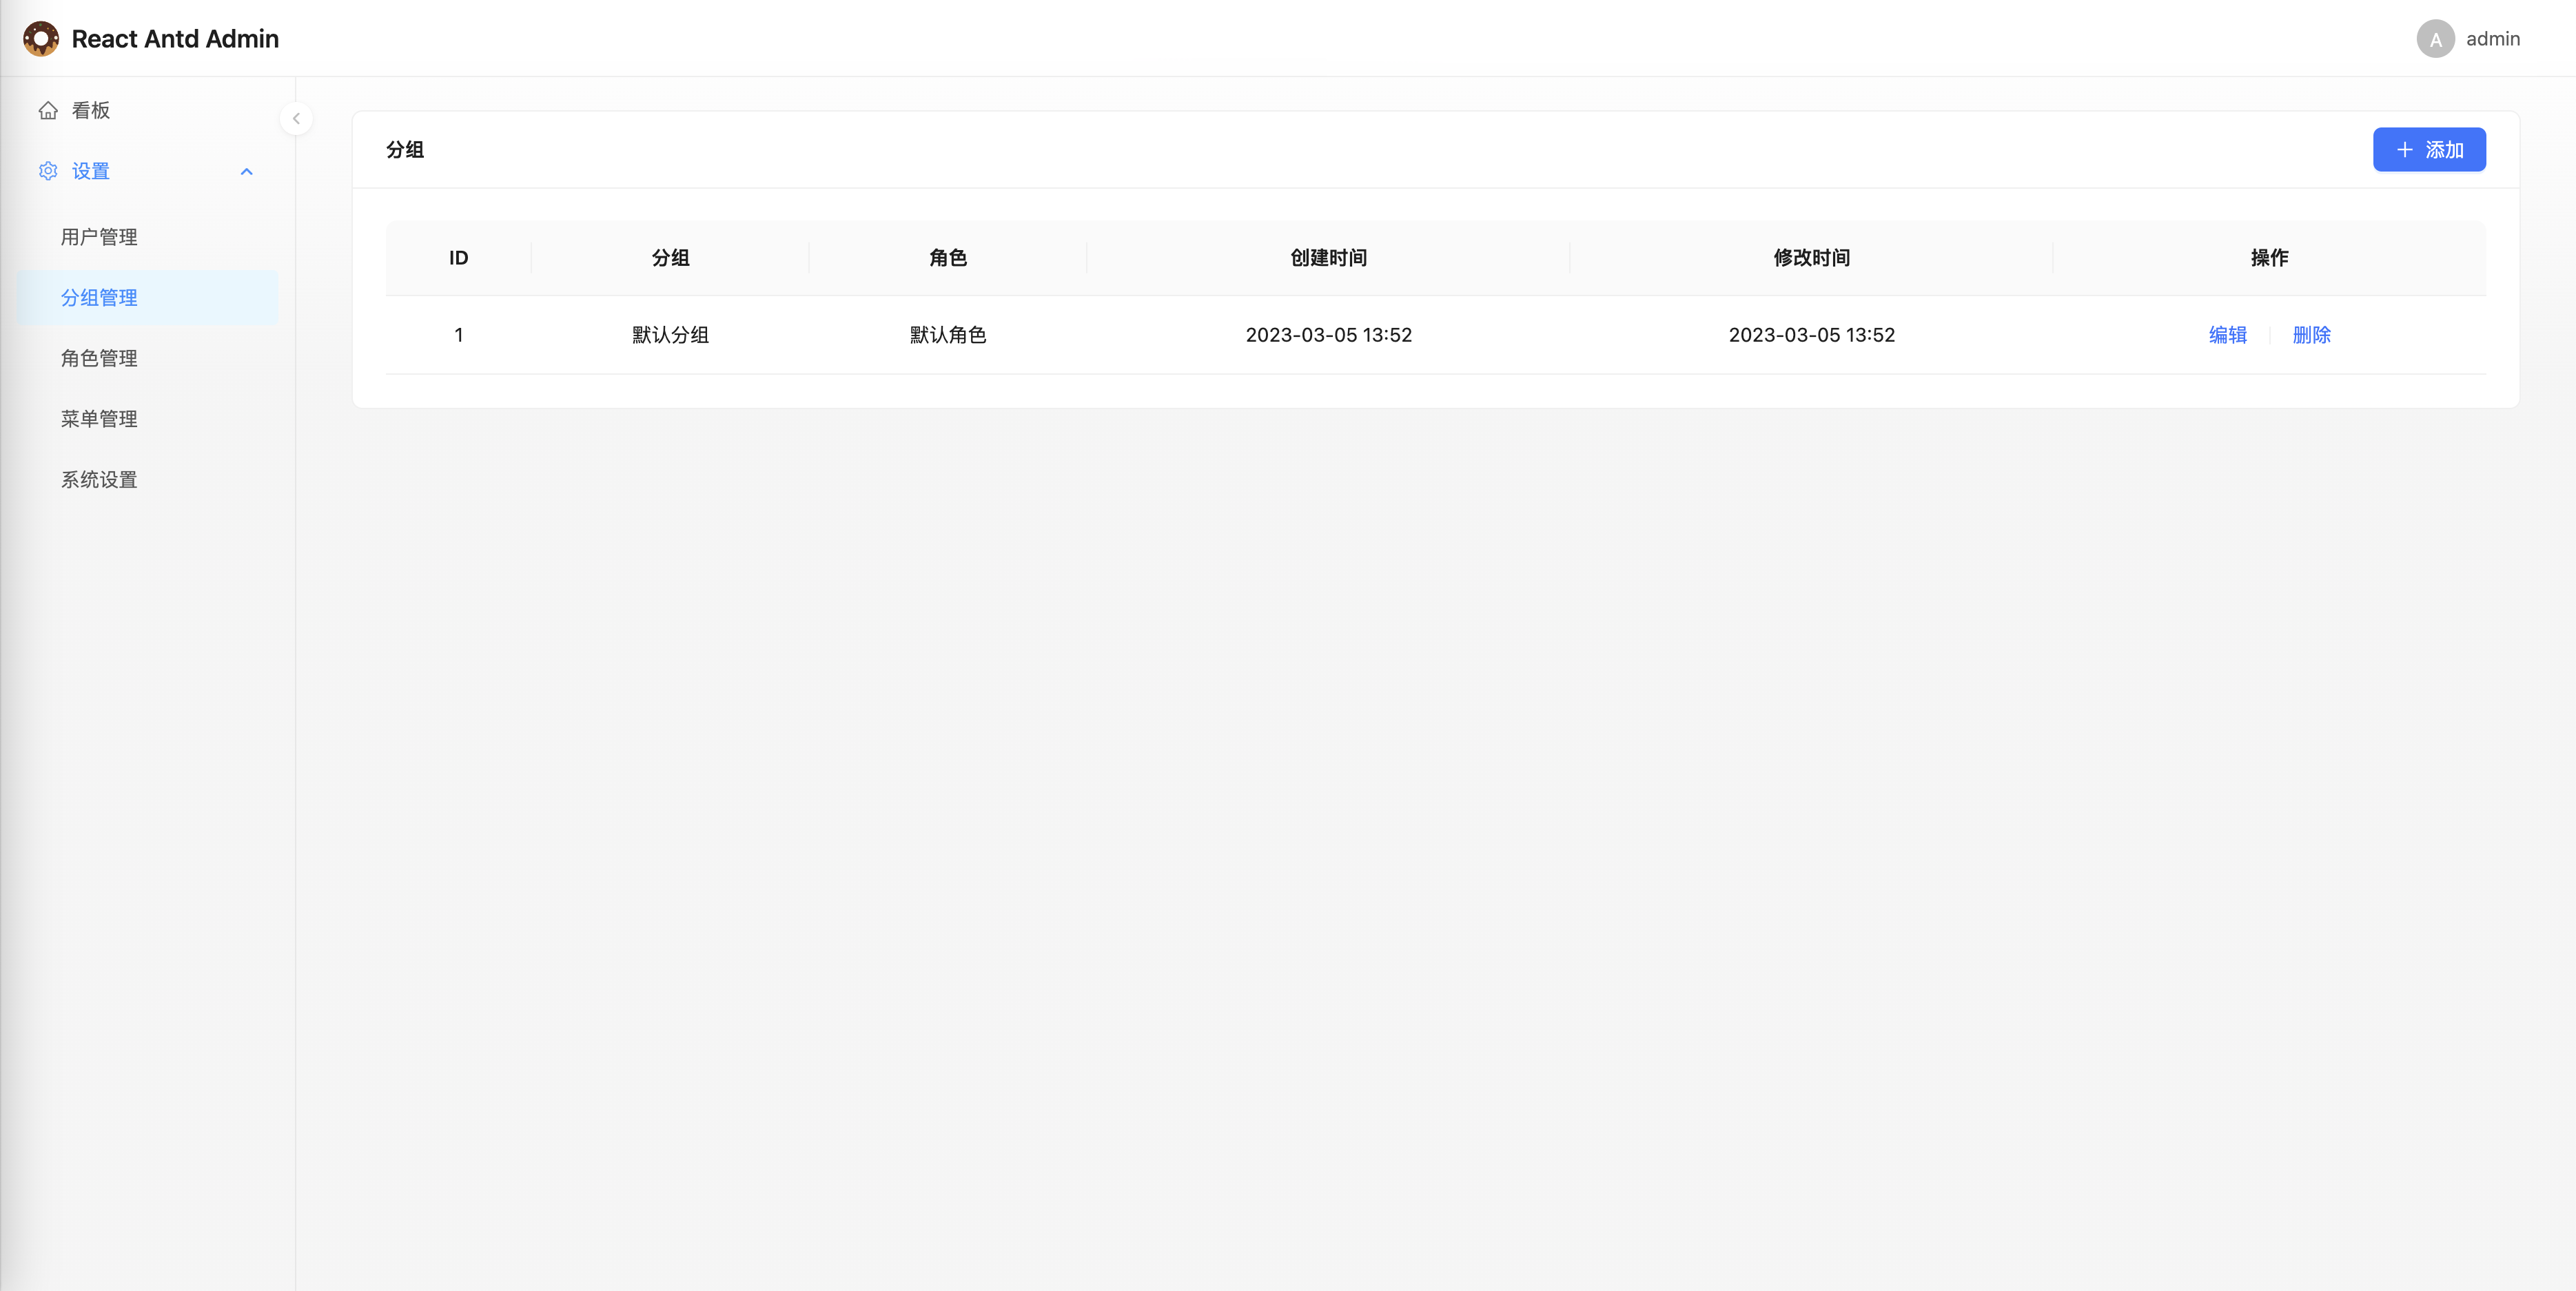 React Antd Admin
A admin
看板
设置
用户管理
分组管理
角色管理
菜单管理
系统设置
分组
添加
ID 分组 角色 创建时间 修改时间 操作
1 默认分组 默认角色 2023-03-05 13:52 2023-03-05 13:52 编辑 删除